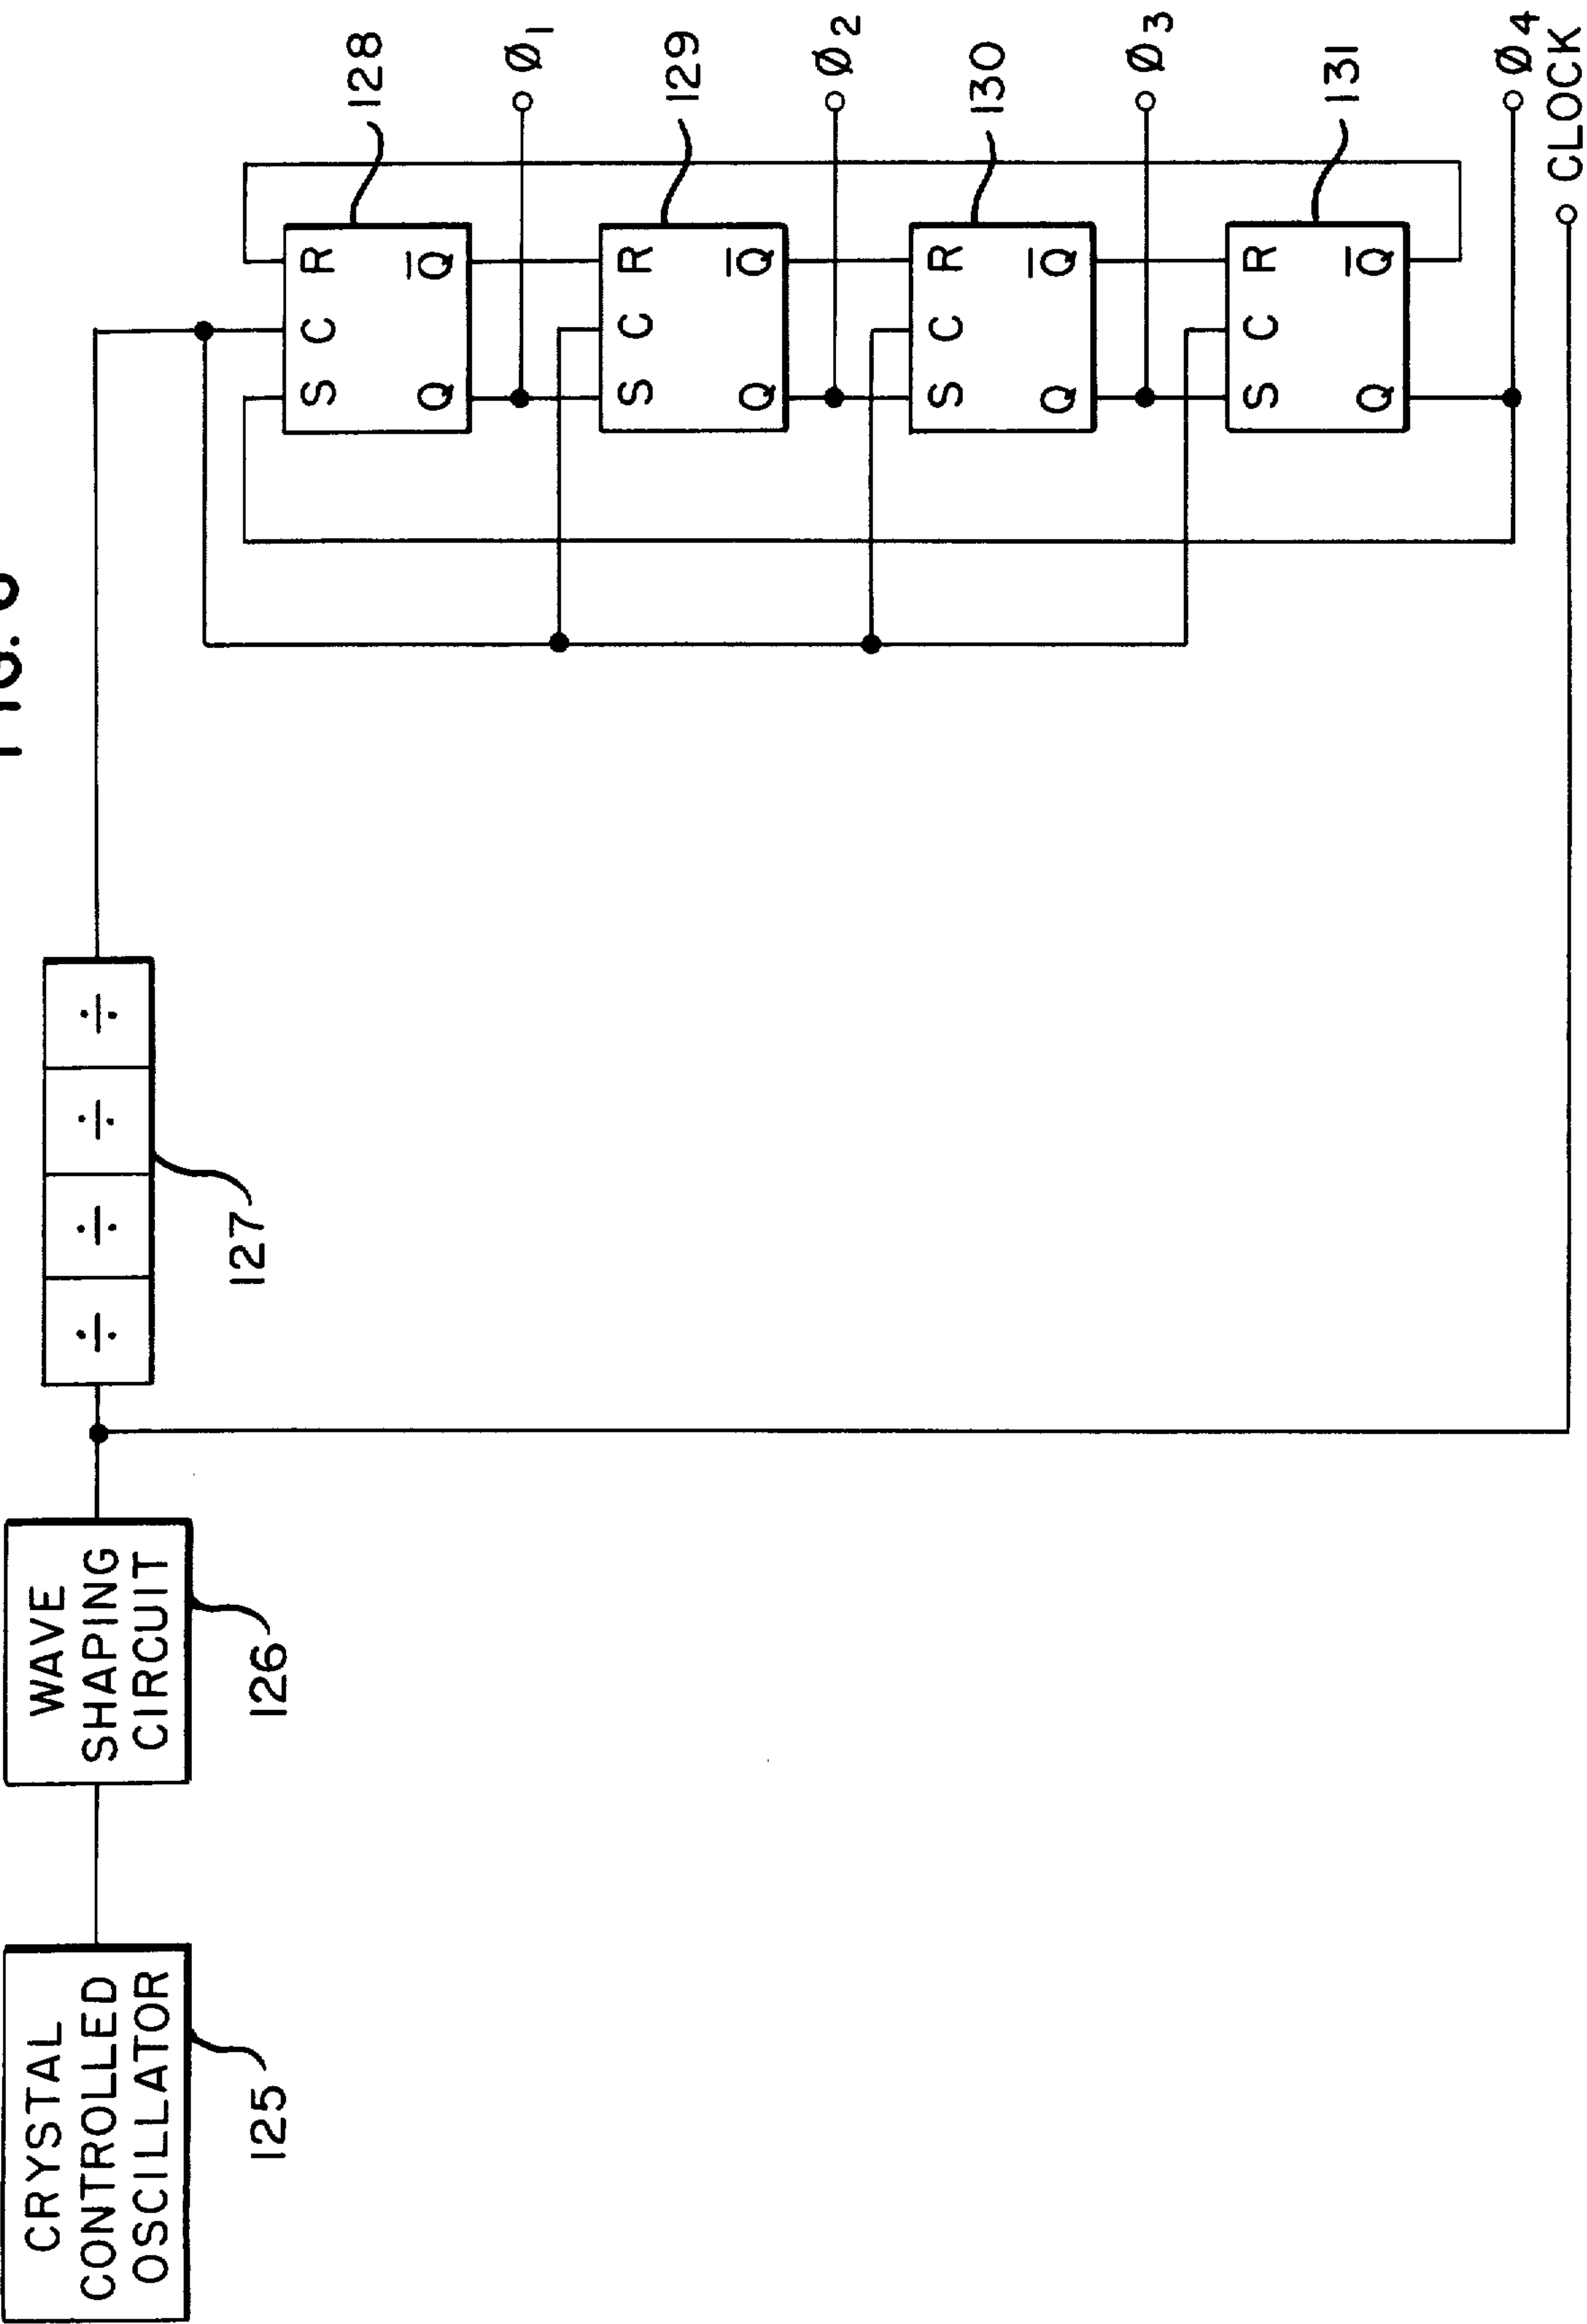 CRYSTAL
CONTROLLED
OSCILLATOR
125
WAVE
SHAPING
CIRCUIT
126
÷ ÷ ÷ ÷
127
S C R
Q Q̅
128
Ø1
S C R
Q Q̅
129
Ø2
S C R
Q Q̅
130
Ø3
S C R
Q Q̅
131
Ø4
CLOCK